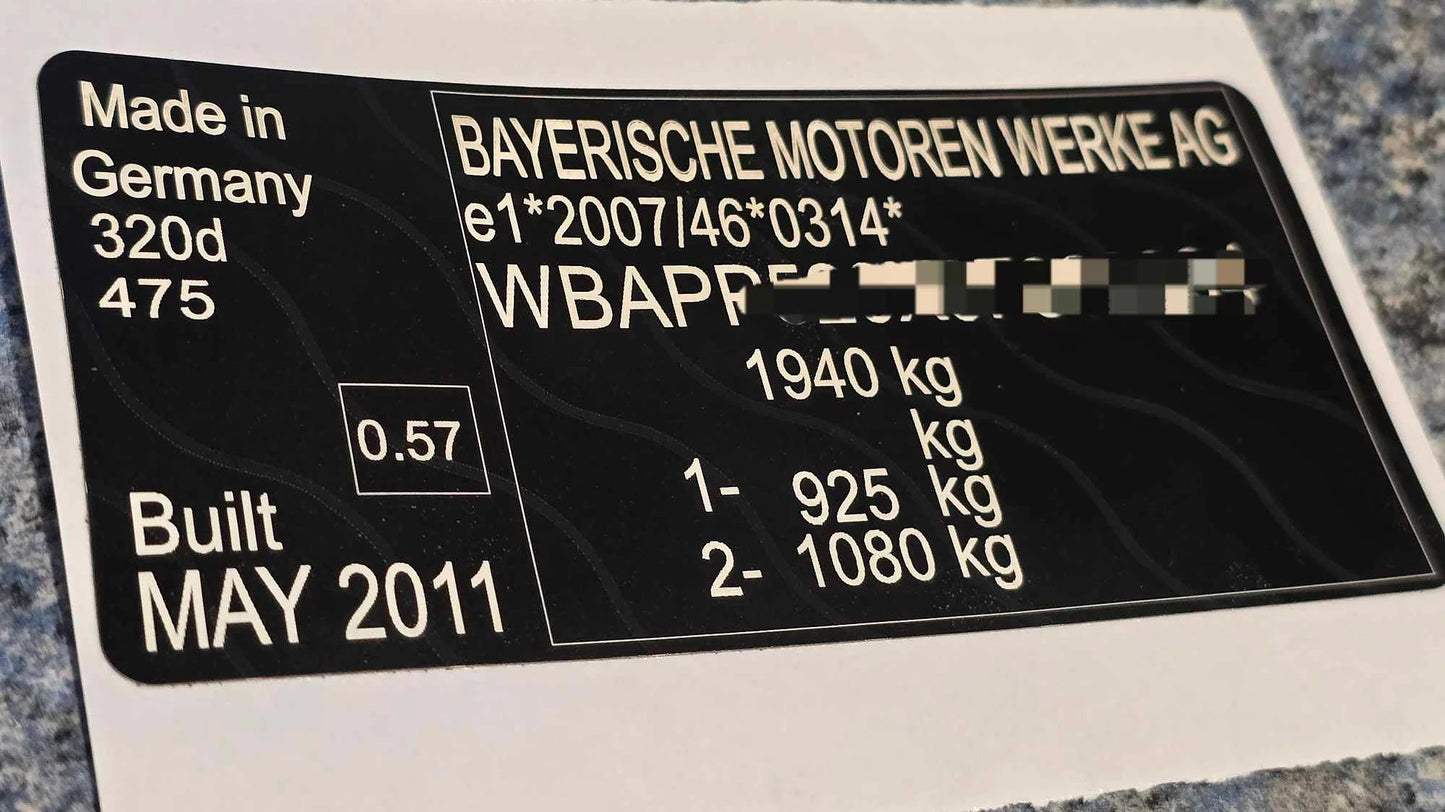 Made in
Germany
320d
475
0.57
Built
MAY 2011
BAYERISCHE MOTOREN WERKE AG
e1*2007/46*0314*
1940 kg
kg
1- 925 kg
2- 1080 kg